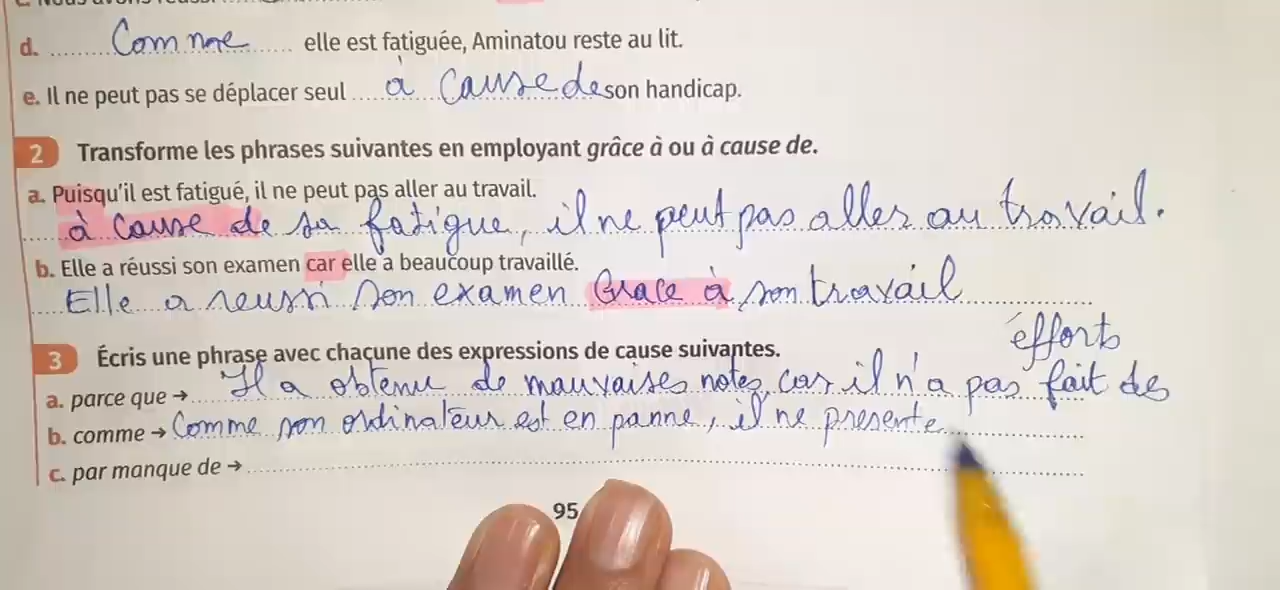 d. Comme elle est fatiguée, Aminatou reste au lit.
e. Il ne peut pas se déplacer seul à cause de son handicap.
2 Transforme les phrases suivantes en employant grâce à ou à cause de.
a. Puisqu'il est fatigué, il ne peut pas aller au travail.
à cause de sa fatigue, il ne peut pas aller au travail.
b. Elle a réussi son examen car elle a beaucoup travaillé.
Elle a reussi son examen Grace à son travail
3 Écris une phrase avec chacune des expressions de cause suivantes.
efforts
a. parce que → Il a obtenu de mauvaises notes, car il n'a pas fait des
b. comme → Comme son ordinateur est en panne, il ne presente
c. par manque de →
95